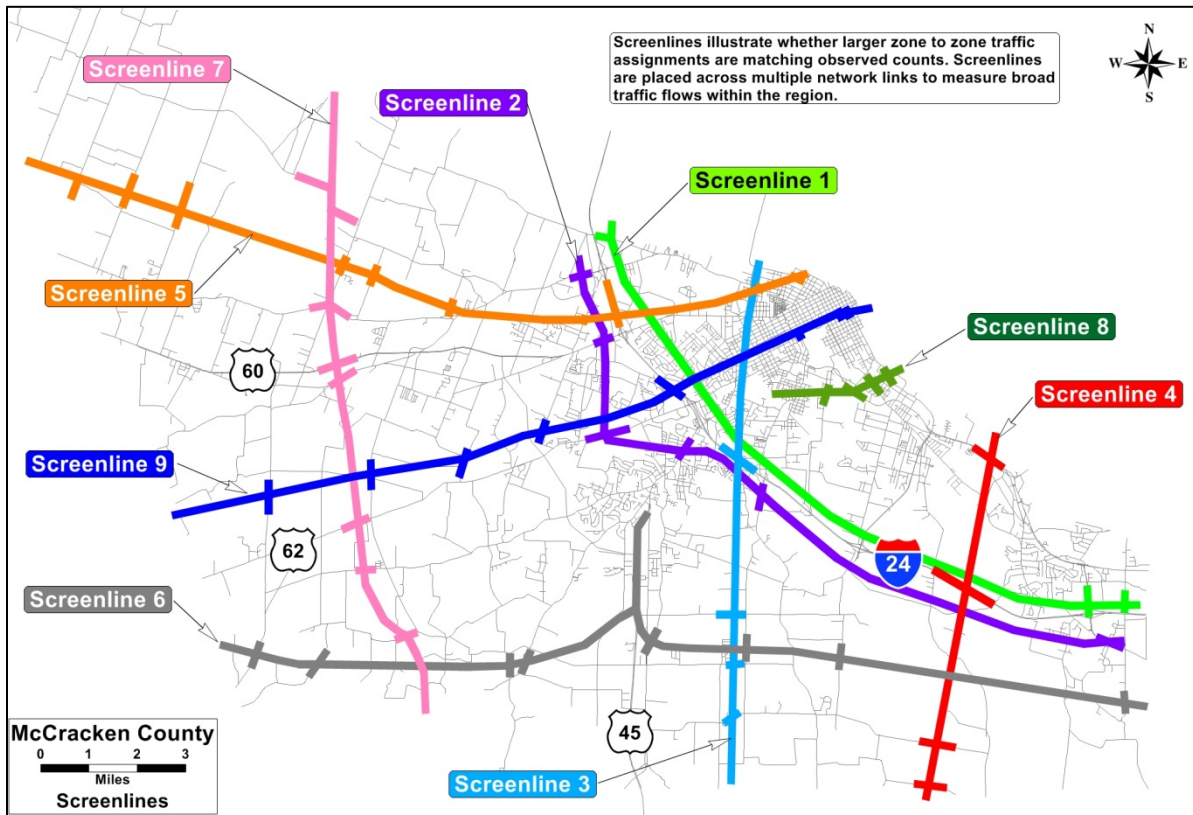 Screenlines illustrate whether larger zone to zone traffic
assignments are matching observed counts. Screenlines
are placed across multiple network links to measure broad
traffic flows within the region.
N
W E
S
Screenline 7
Screenline 2
Screenline 1
Screenline 5
Screenline 8
60
Screenline 4
Screenline 9
62
24
Screenline 6
45
McCracken County
0 1 2 3
Miles
Screenlines
Screenline 3